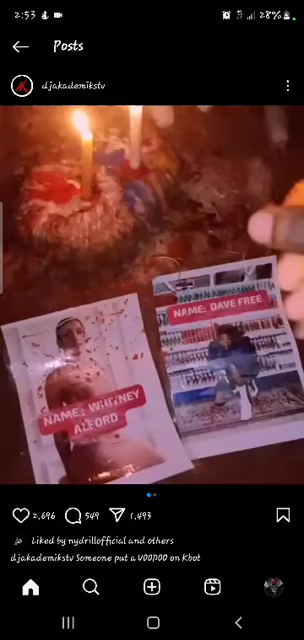 2:53
28%
Posts
djakademikstv
NAME: DAVE FREE
NAME: WHITNEY
ALFORD
2,696 549 1,493
Liked by nydrillofficial and others
djakademikstv Someone put a VOODOO on Kbot